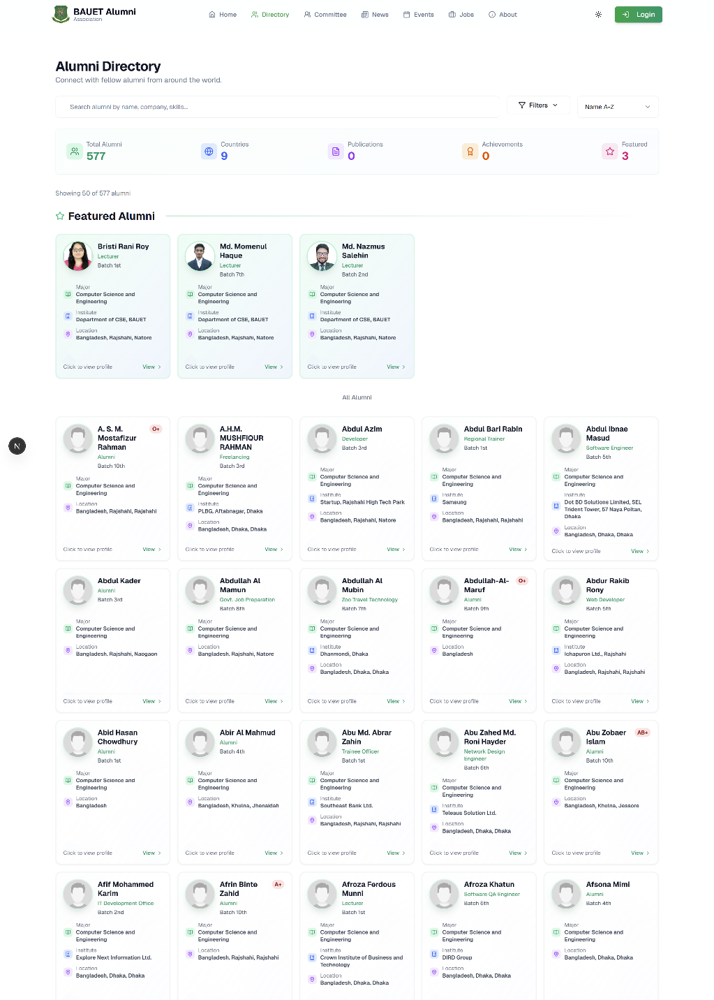 BAUET Alumni
Association
Home
Directory
Committee
News
Events
Jobs
About
Login
Alumni Directory
Connect with fellow alumni from around the world.
Search alumni by name, company, skills...
Filters
Name A-Z
Total Alumni
577
Countries
9
Publications
0
Achievements
0
Featured
3
Showing 50 of 577 alumni
Featured Alumni
Bristi Rani Roy
Lecturer
Batch 1st
Major
Computer Science and
Engineering
Institute
Department of CSE, BAUET
Location
Bangladesh, Rajshahi, Natore
Click to view profile
View
Md. Momenul
Haque
Lecturer
Batch 7th
Major
Computer Science and
Engineering
Institute
Department of CSE, BAUET
Location
Bangladesh, Rajshahi, Natore
Click to view profile
View
Md. Nazmus
Salehin
Lecturer
Batch 2nd
Major
Computer Science and
Engineering
Institute
Department of CSE, BAUET
Location
Bangladesh, Rajshahi, Natore
Click to view profile
View
All Alumni
N
A. S. M.
Mostafizur
Rahman
O+
Alumni
Batch 10th
Major
Computer Science and
Engineering
Location
Bangladesh, Rajshahi, Rajshahi
Click to view profile
View
A.H.M.
MUSHFIQUR
RAHMAN
Freelancing
Batch 3rd
Major
Computer Science and
Engineering
Institute
PLBG, Aftabnagar, Dhaka
Location
Bangladesh, Dhaka, Dhaka
Click to view profile
View
Abdul Azim
Developer
Batch 3rd
Major
Computer Science and
Engineering
Institute
Startup, Rajshahi High Tech Park
Location
Bangladesh, Rajshahi, Natore
Click to view profile
View
Abdul Bari Rabin
Regional Trainer
Batch 1st
Major
Computer Science and
Engineering
Institute
Samsung
Location
Bangladesh, Rajshahi, Rajshahi
Click to view profile
View
Abdul Ibnae
Masud
Software Engineer
Batch 5th
Major
Computer Science and
Engineering
Institute
Dot BD Solutions Limited, SEL
Trident Tower, 57 Naya Poltan,
Dhaka
Location
Bangladesh, Dhaka, Dhaka
Click to view profile
View
Abdul Kader
Alumni
Batch 3rd
Major
Computer Science and
Engineering
Location
Bangladesh, Rajshahi, Naogaon
Click to view profile
View
Abdullah Al
Mamun
Govt. Job Preparation
Batch 8th
Major
Computer Science and
Engineering
Location
Bangladesh, Rajshahi, Natore
Click to view profile
View
Abdullah Al
Mubin
Zoo Travel Technology
Batch 7th
Major
Computer Science and
Engineering
Institute
Dhanmondi, Dhaka
Location
Bangladesh, Dhaka, Dhaka
Click to view profile
View
Abdullah-Al-
Maruf
O+
Alumni
Batch 9th
Major
Computer Science and
Engineering
Location
Bangladesh
Click to view profile
View
Abdur Rakib
Rony
Web Developer
Batch 5th
Major
Computer Science and
Engineering
Institute
Ichapuron Ltd., Rajshahi
Location
Bangladesh, Rajshahi, Rajshahi
Click to view profile
View
Abid Hasan
Chowdhury
Alumni
Batch 1st
Major
Computer Science and
Engineering
Location
Bangladesh
Click to view profile
View
Abir Al Mahmud
Alumni
Batch 4th
Major
Computer Science and
Engineering
Location
Bangladesh, Khulna, Jhenaidah
Click to view profile
View
Abu Md. Abrar
Zahin
Trainee Officer
Batch 1st
Major
Computer Science and
Engineering
Institute
Southeast Bank Ltd.
Location
Bangladesh, Rajshahi, Rajshahi
Click to view profile
View
Abu Zahed Md.
Roni Hayder
Network Design
Engineer
Batch 6th
Major
Computer Science and
Engineering
Institute
Teleaus Solution Ltd.
Location
Bangladesh, Dhaka, Dhaka
Click to view profile
View
Abu Zobaer
Islam
AB+
Alumni
Batch 10th
Major
Computer Science and
Engineering
Location
Bangladesh, Khulna, Jessore
Click to view profile
View
Afif Mohammed
Karim
IT Development Office
Batch 2nd
Major
Computer Science and
Engineering
Institute
Explore Next Information Ltd.
Location
Bangladesh, Dhaka, Dhaka
Afrin Binte
Zahid
A+
Alumni
Batch 10th
Major
Computer Science and
Engineering
Location
Bangladesh, Rajshahi, Rajshahi
Afroza Ferdous
Munni
Lecturer
Batch 1st
Major
Computer Science and
Engineering
Institute
Crown Institute of Business and
Technology
Location
Bangladesh, Dhaka, Dhaka
Afroza Khatun
Software QA Engineer
Batch 6th
Major
Computer Science and
Engineering
Institute
DIRD Group
Location
Bangladesh, Dhaka, Dhaka
Afsona Mimi
Alumni
Batch 4th
Major
Computer Science and
Engineering
Location
Bangladesh, Dhaka, Dhaka